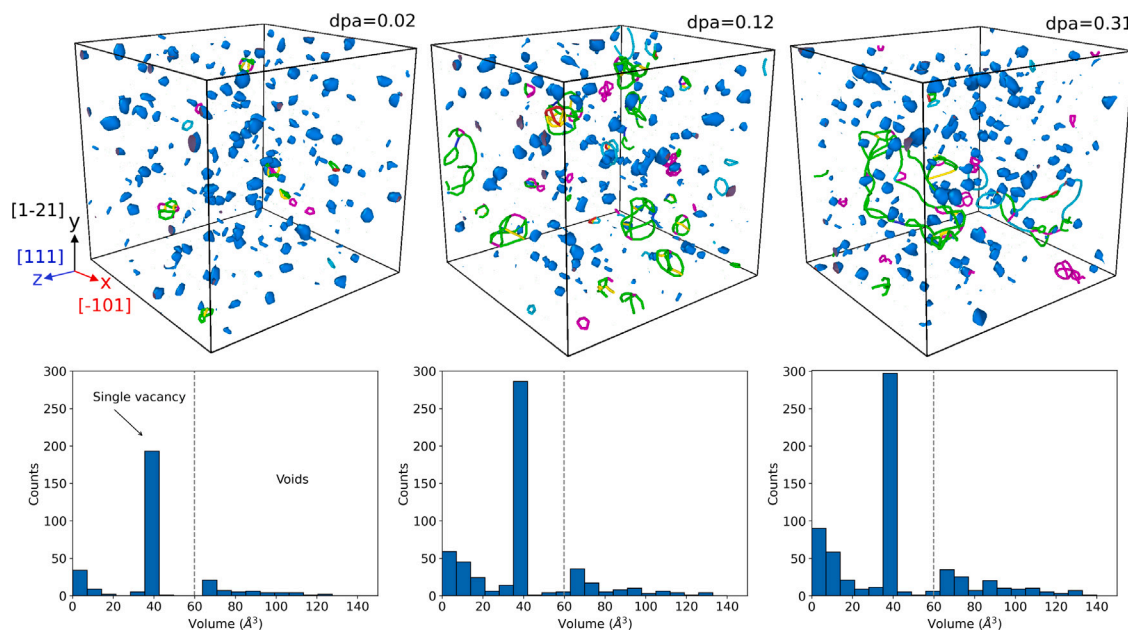 dpa=0.02
dpa=0.12
dpa=0.31
[1-21]
y
[111]
z
x
[-101]
300
250
200
150
100
50
0
Counts
Single vacancy
Voids
0 20 40 60 80 100 120 140
Volume (Å³)
300
250
200
150
100
50
0
Counts
0 20 40 60 80 100 120 140
Volume (Å³)
300
250
200
150
100
50
0
Counts
0 20 40 60 80 100 120 140
Volume (Å³)